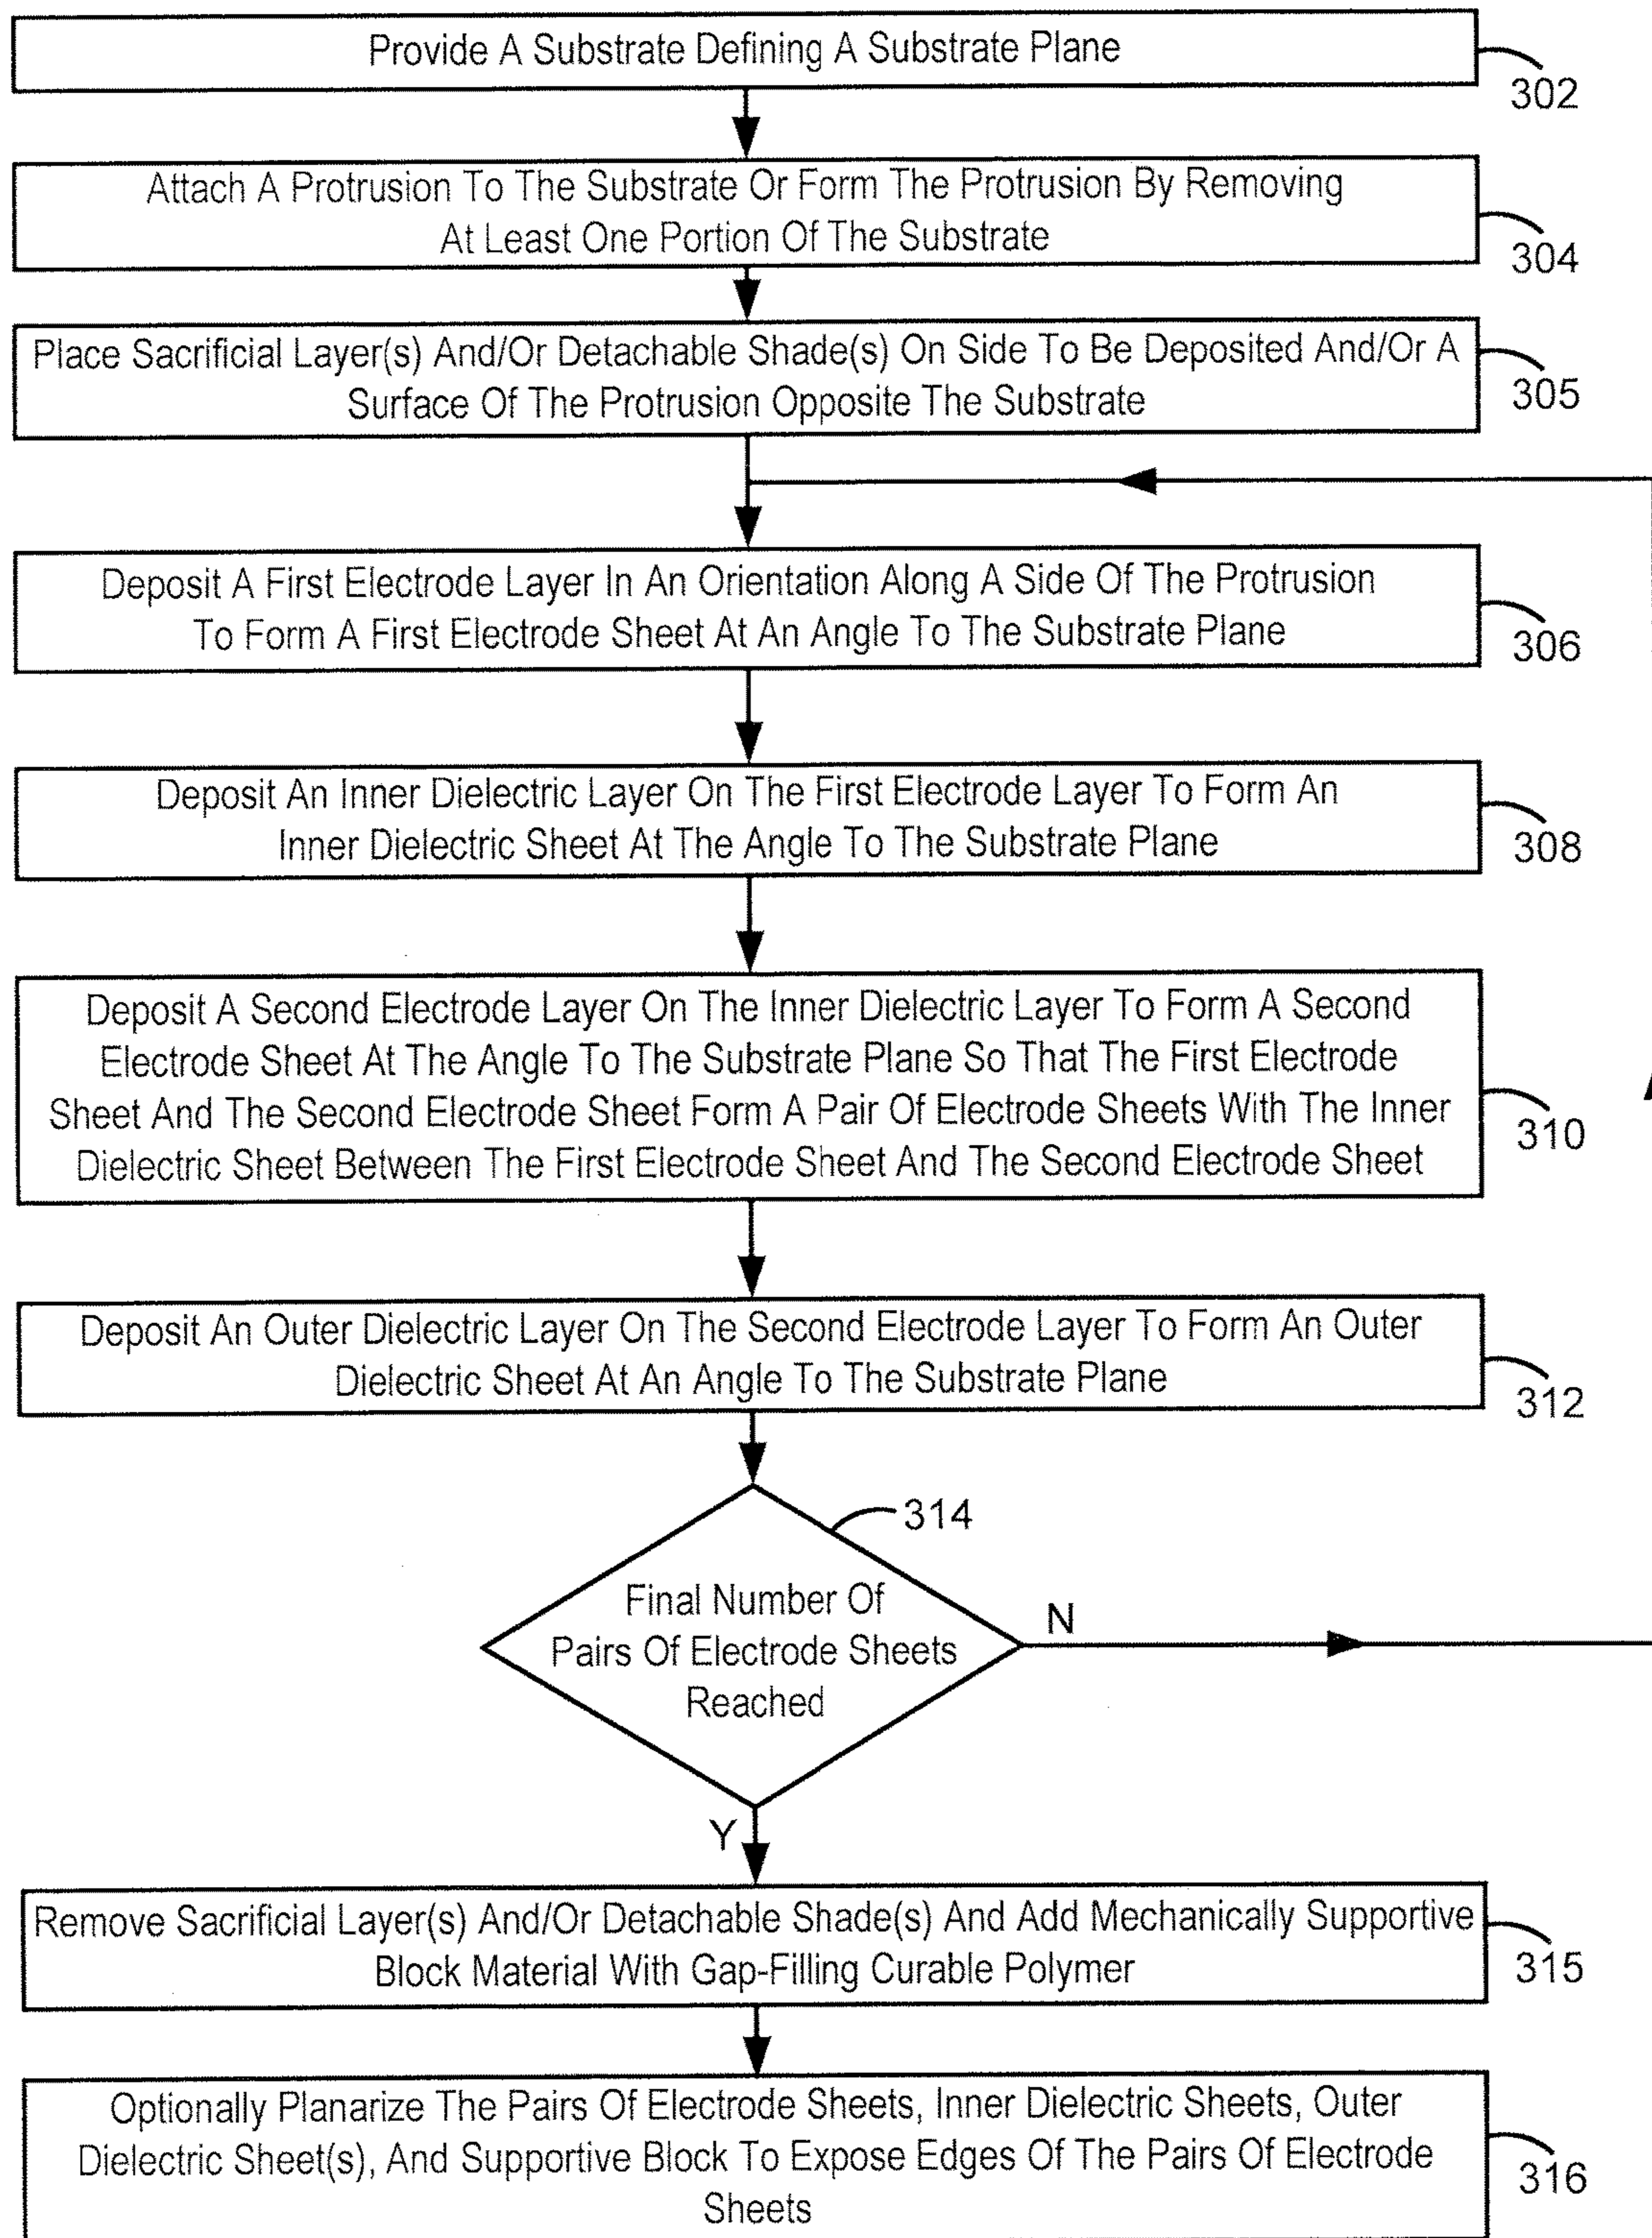 Provide A Substrate Defining A Substrate Plane
302
Attach A Protrusion To The Substrate Or Form The Protrusion By Removing
At Least One Portion Of The Substrate
304
Place Sacrificial Layer(s) And/Or Detachable Shade(s) On Side To Be Deposited And/Or A
Surface Of The Protrusion Opposite The Substrate
305
Deposit A First Electrode Layer In An Orientation Along A Side Of The Protrusion
To Form A First Electrode Sheet At An Angle To The Substrate Plane
306
Deposit An Inner Dielectric Layer On The First Electrode Layer To Form An
Inner Dielectric Sheet At The Angle To The Substrate Plane
308
Deposit A Second Electrode Layer On The Inner Dielectric Layer To Form A Second
Electrode Sheet At The Angle To The Substrate Plane So That The First Electrode
Sheet And The Second Electrode Sheet Form A Pair Of Electrode Sheets With The Inner
Dielectric Sheet Between The First Electrode Sheet And The Second Electrode Sheet
310
Deposit An Outer Dielectric Layer On The Second Electrode Layer To Form An Outer
Dielectric Sheet At An Angle To The Substrate Plane
312
314
Final Number Of
Pairs Of Electrode Sheets
Reached
N
Y
Remove Sacrificial Layer(s) And/Or Detachable Shade(s) And Add Mechanically Supportive
Block Material With Gap-Filling Curable Polymer
315
Optionally Planarize The Pairs Of Electrode Sheets, Inner Dielectric Sheets, Outer
Dielectric Sheet(s), And Supportive Block To Expose Edges Of The Pairs Of Electrode
Sheets
316